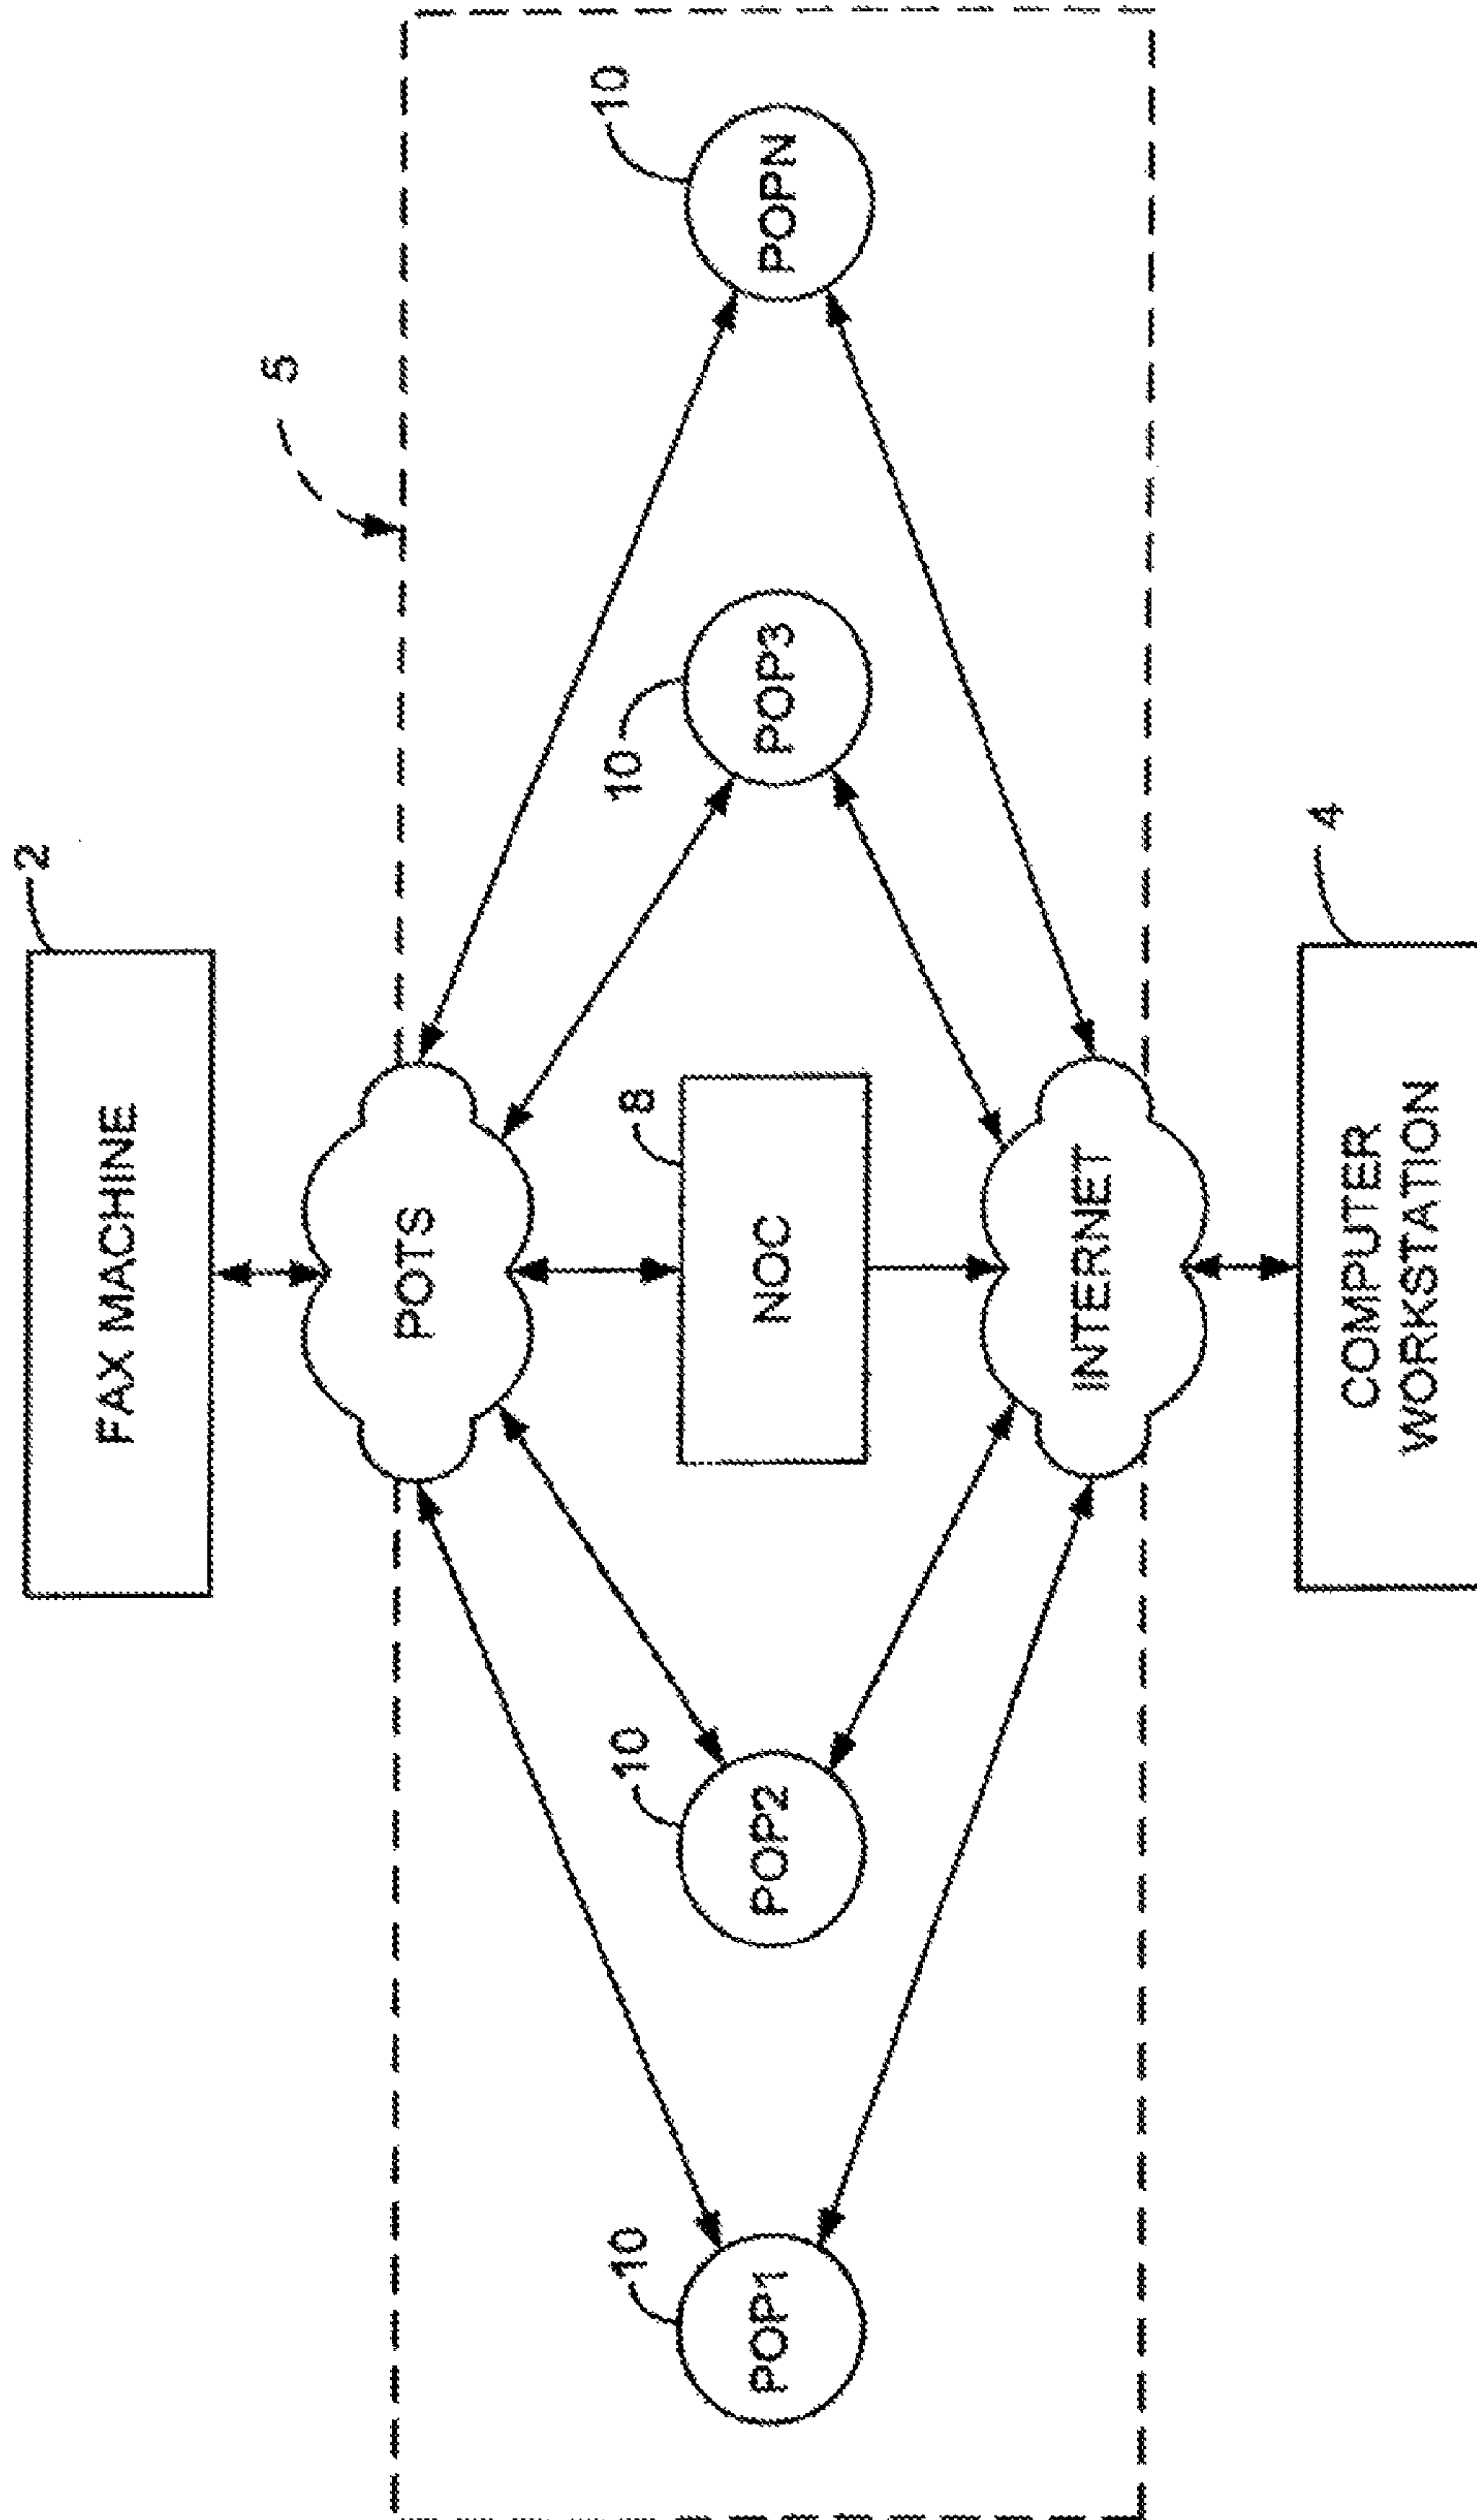 FAX MACHINE
2
POTS
5
8
NOC
10
POP1
10
POP2
10
POP3
10
POPN
INTERNET
4
COMPUTER
WORKSTATION